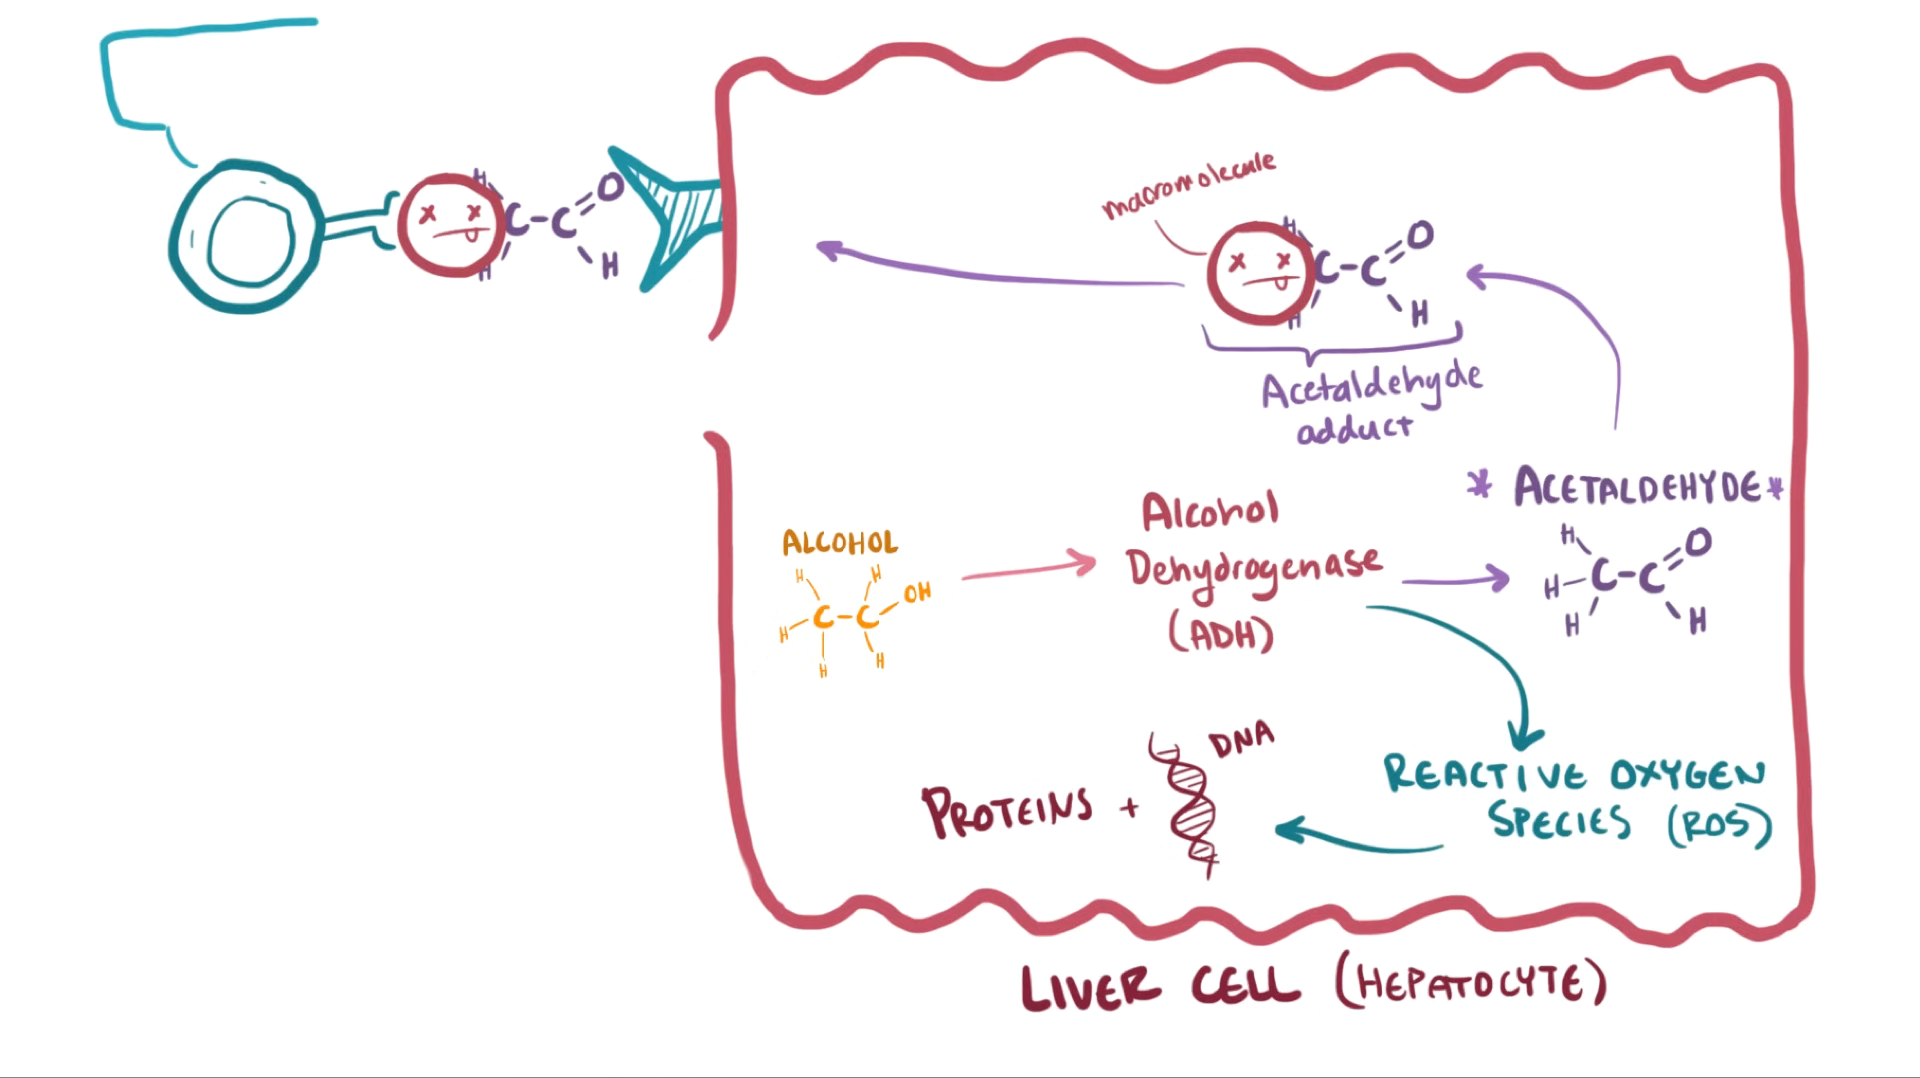 macromolecule
H
C-C
O
H
H
H
C-C
O
H
H
Acetaldehyde
adduct
* ACETALDEHYDE*
H
O
H-C-C
H
H
Alcohol
Dehydrogenase
(ADH)
ALCOHOL
H
H
OH
C-C
H
H
H
DNA
PROTEINS +
REACTIVE OXYGEN
SPECIES (ROS)
LIVER CELL (HEPATOCYTE)